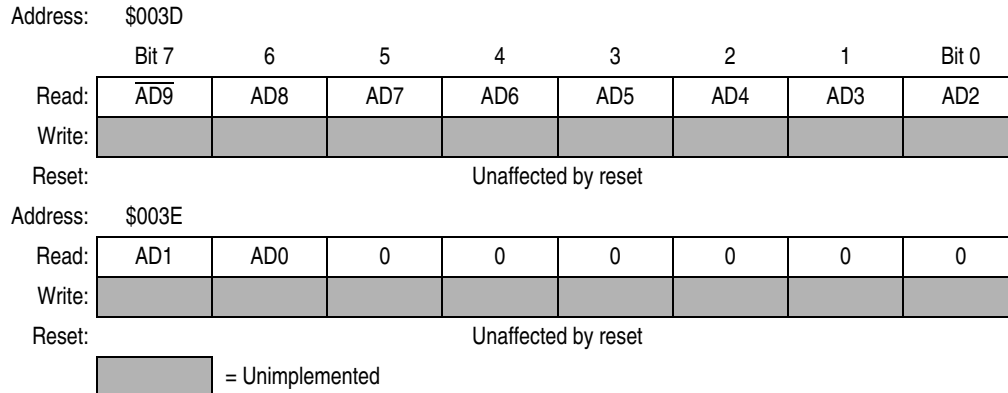 Address: $003D
Bit 7 6 5 4 3 2 1 Bit 0
Read: A̅D̅9̅ AD8 AD7 AD6 AD5 AD4 AD3 AD2
Write:
Reset: Unaffected by reset
Address: $003E
Read: AD1 AD0 0 0 0 0 0 0
Write:
Reset: Unaffected by reset
= Unimplemented